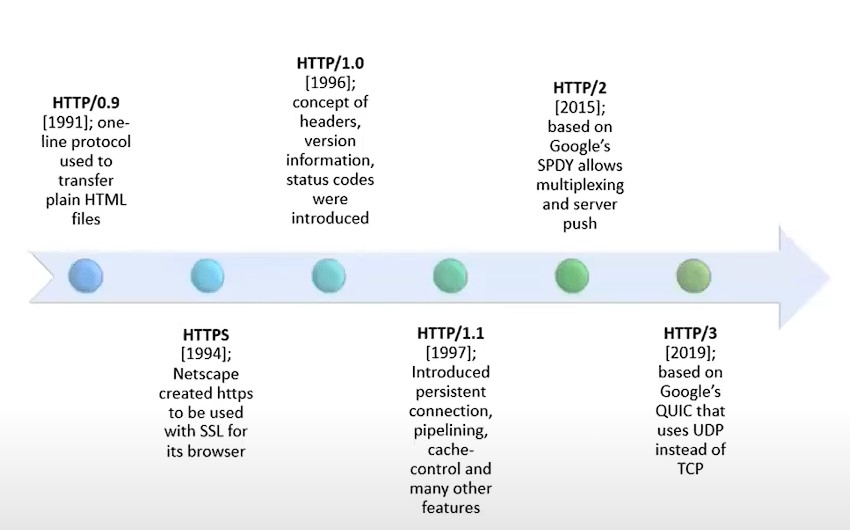 HTTP/0.9
[1991]; one-
line protocol
used to
transfer
plain HTML
files
HTTPS
[1994];
Netscape
created https
to be used
with SSL for
its browser
HTTP/1.0
[1996];
concept of
headers,
version
information,
status codes
were
introduced
HTTP/1.1
[1997];
Introduced
persistent
connection,
pipelining,
cache-
control and
many other
features
HTTP/2
[2015];
based on
Google's
SPDY allows
multiplexing
and server
push
HTTP/3
[2019];
based on
Google's
QUIC that
uses UDP
instead of
TCP